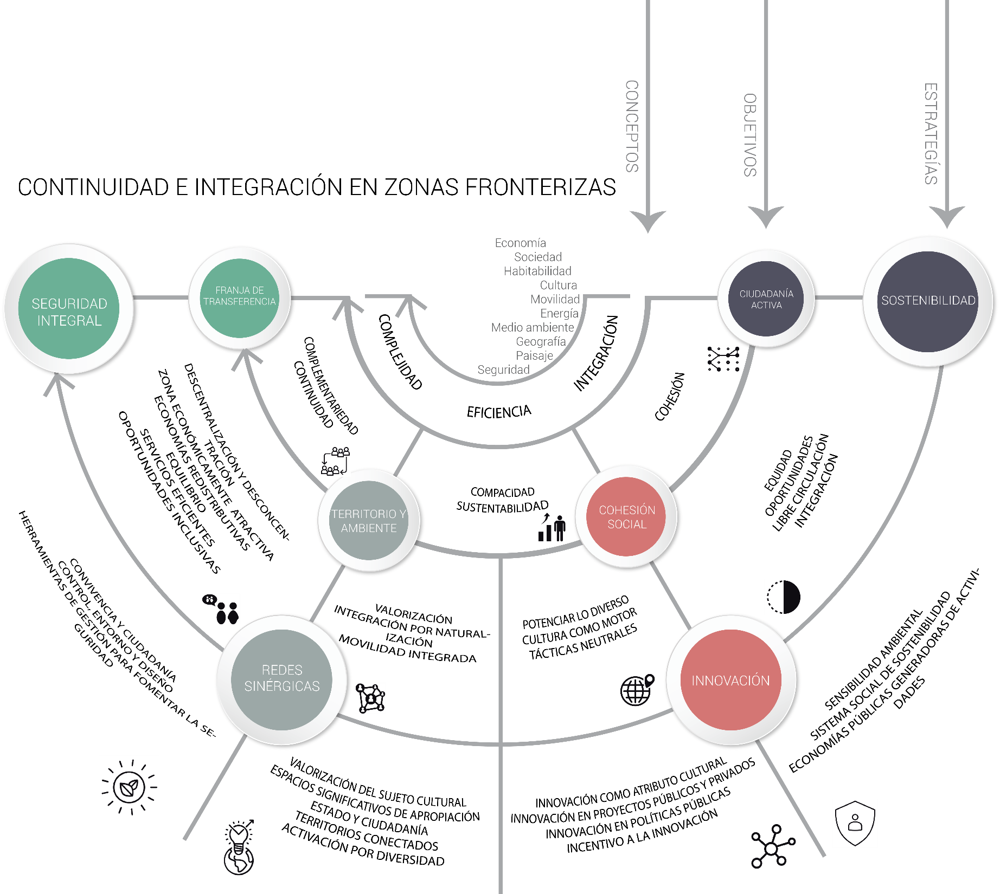 CONCEPTOS
OBJETIVOS
ESTRATEGÍAS
CONTINUIDAD E INTEGRACIÓN EN ZONAS FRONTERIZAS
Economía
Sociedad
Habitabilidad
Cultura
Movilidad
Energía
Medio ambiente
Geografía
Paisaje
Seguridad
SEGURIDAD
INTEGRAL
FRANJA DE
TRANSFERENCIA
CIUDADANÍA
ACTIVA
SOSTENIBILIDAD
COMPLEJIDAD
EFICIENCIA
INTEGRACIÓN
COMPLEMENTARIEDAD
CONTINUIDAD
COHESIÓN
COMPACIDAD
SUSTENTABILIDAD
TERRITORIO Y
AMBIENTE
COHESIÓN
SOCIAL
DESCENTRALIZACIÓN Y DESCONCEN-
TRACIÓN
ZONA ECONÓMICAMENTE ATRACTIVA
ECONOMÍAS REDISTRIBUTIVAS
EQUILIBRIO
SERVICIOS EFICIENTES
OPORTUNIDADES INCLUSIVAS
EQUIDAD
OPORTUNIDADES
LIBRE CIRCULACIÓN
INTEGRACIÓN
VALORIZACIÓN
INTEGRACIÓN POR NATURAL-
IZACIÓN
MOVILIDAD INTEGRADA
POTENCIAR LO DIVERSO
CULTURA COMO MOTOR
TÁCTICAS NEUTRALES
REDES
SINÉRGICAS
INNOVACIÓN
CONVIVENCIA Y CIUDADANÍA
CONTROL, ENTORNO Y DISEÑO
HERRAMIENTAS DE GESTIÓN PARA FOMENTAR LA SE-
GURIDAD
VALORIZACIÓN DEL SUJETO CULTURAL
ESPACIOS SIGNIFICATIVOS DE APROPIACIÓN
ESTADO Y CIUDADANÍA
TERRITORIOS CONECTADOS
ACTIVACIÓN POR DIVERSIDAD
INNOVACIÓN COMO ATRIBUTO CULTURAL
INNOVACIÓN EN PROYECTOS PÚBLICOS Y PRIVADOS
INNOVACIÓN EN POLÍTICAS PÚBLICAS
INCENTIVO A LA INNOVACIÓN
SENSIBILIDAD AMBIENTAL
SISTEMA SOCIAL DE SOSTENIBILIDAD
ECONOMÍAS PÚBLICAS GENERADORAS DE ACTIVI-
DADES